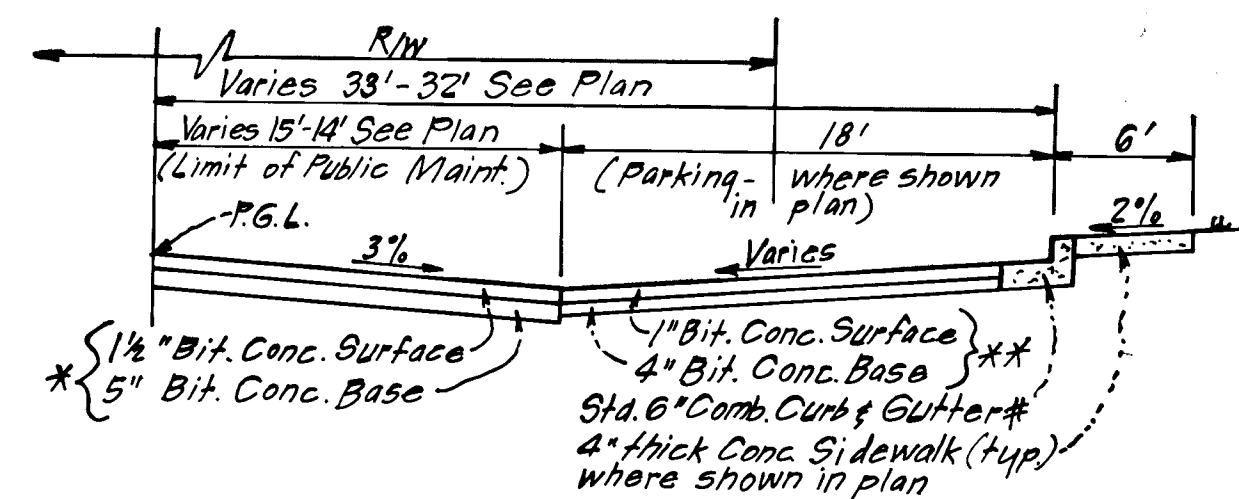 R/W
Varies 33'-32' See Plan
Varies 15'-14' See Plan
(Limit of Public Maint.)
18'
(Parking- where shown
in plan)
6'
P.G.L.
3%
Varies
2%
* { 1½" Bit. Conc. Surface
5" Bit. Conc. Base
1" Bit. Conc. Surface } **
4" Bit. Conc. Base
Std. 6" Comb. Curb & Gutter #
4" thick Conc. Sidewalk (typ.)
where shown in plan